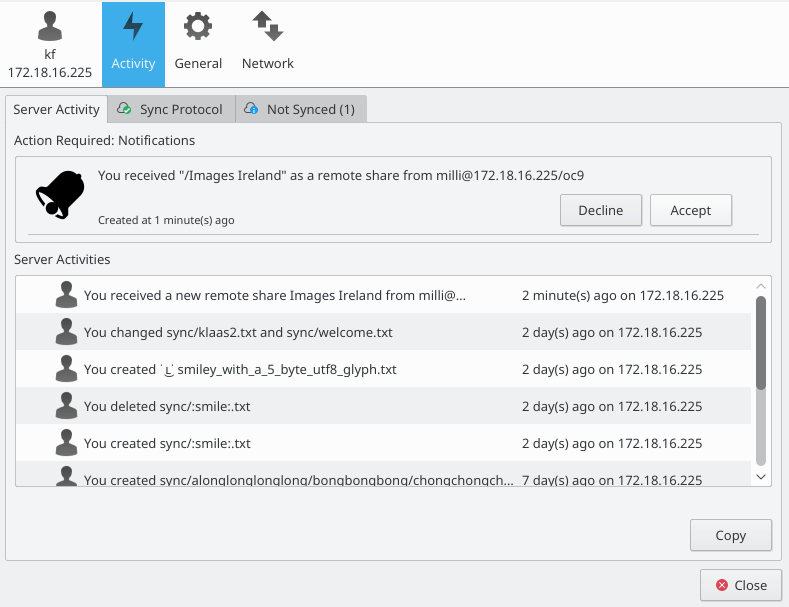 kf
172.18.16.225
Activity
General
Network
Server Activity
Sync Protocol
Not Synced (1)
Action Required: Notifications
You received "/Images Ireland" as a remote share from milli@172.18.16.225/oc9
Created at 1 minute(s) ago
Decline
Accept
Server Activities
You received a new remote share Images Ireland from milli@... 2 minute(s) ago on 172.18.16.225
You changed sync/klaas2.txt and sync/welcome.txt 2 day(s) ago on 172.18.16.225
You created smiley_with_a_5_byte_utf8_glyph.txt 2 day(s) ago on 172.18.16.225
You deleted sync/:smile:.txt 2 day(s) ago on 172.18.16.225
You created sync/:smile:.txt 2 day(s) ago on 172.18.16.225
You created sync/alonglonglonglong/bongbongbong/chongchongch... 7 day(s) ago on 172.18.16.225
Copy
Close